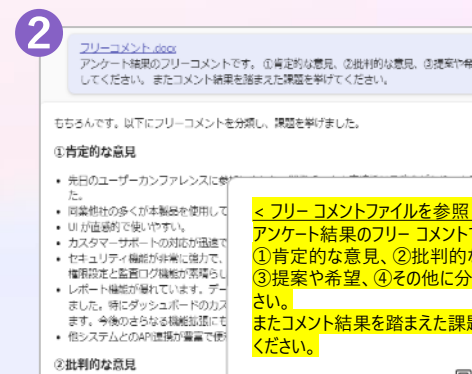 2
フリーコメント.docx
アンケート結果のフリーコメントです。①肯定的な意見、②批判的な意見、③提案や希
してください。またコメント結果を踏まえた課題を挙げてください。
もちろんです。以下にフリーコメントを分類し、課題を挙げました。
①肯定的な意見
• 先日のユーザーカンファレンスに参
た。
• 同業他社の多くが本製品を使用して
• UI が直感的で使いやすい。
• カスタマーサポートの対応が迅速で
• セキュリティ機能が非常に強力で、
権限設定と監査ログ機能が素晴らし
• レポート機能が優れています。デー
ました。特にダッシュボードのカス
ます。今後のさらなる機能拡張にも
• 他システムとのAPI連携が豊富で便
②批判的な意見
< フリー コメントファイルを参照
アンケート結果のフリー コメント
①肯定的な意見、②批判的な
③提案や希望、④その他に分
さい。
またコメント結果を踏まえた課題
ください。